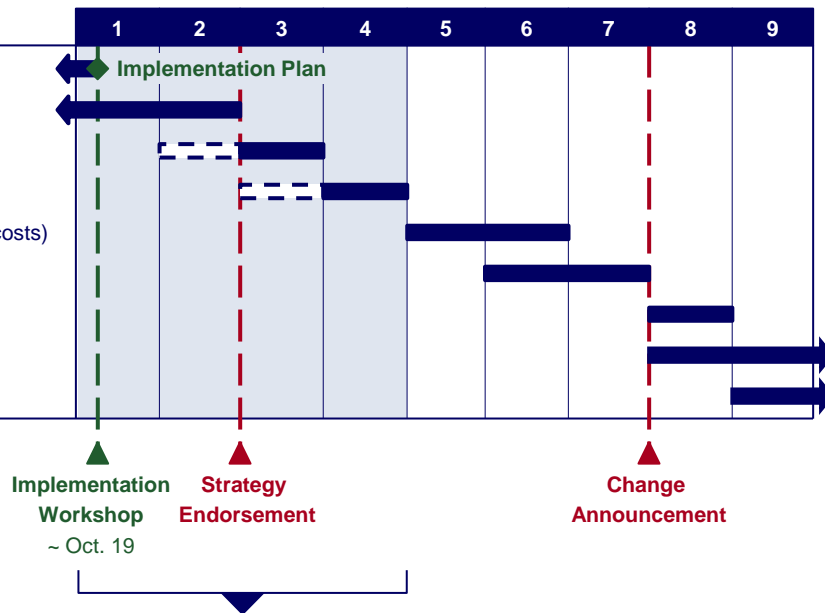 1 2 3 4 5 6 7 8 9
Implementation Plan
costs)
Implementation
Workshop
~ Oct. 19
Strategy
Endorsement
Change
Announcement